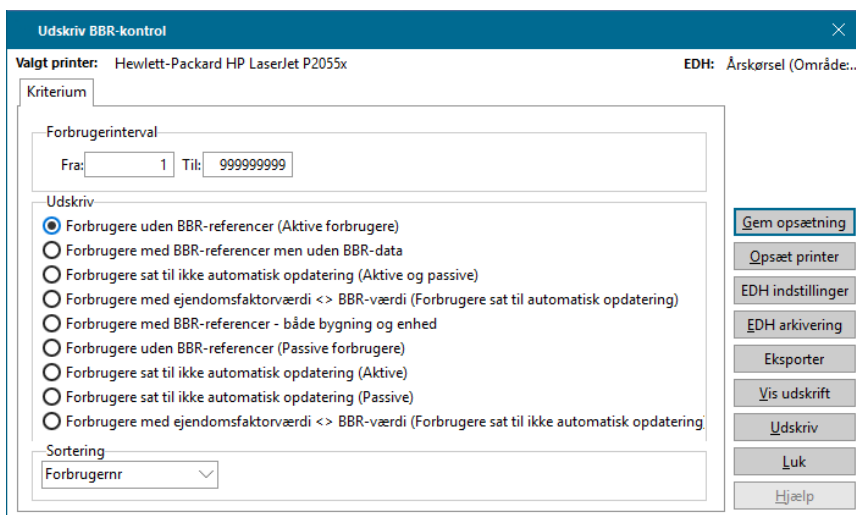 Udskriv BBR-kontrol
Valgt printer: Hewlett-Packard HP LaserJet P2055x EDH: Årskørsel (Område:..
Kriterium
Forbrugerinterval
Fra: 1 Til: 999999999
Udskriv
Forbrugere uden BBR-referencer (Aktive forbrugere)
Forbrugere med BBR-referencer men uden BBR-data
Forbrugere sat til ikke automatisk opdatering (Aktive og passive)
Forbrugere med ejendomsfaktorværdi <> BBR-værdi (Forbrugere sat til automatisk opdatering)
Forbrugere med BBR-referencer - både bygning og enhed
Forbrugere uden BBR-referencer (Passive forbrugere)
Forbrugere sat til ikke automatisk opdatering (Aktive)
Forbrugere sat til ikke automatisk opdatering (Passive)
Forbrugere med ejendomsfaktorværdi <> BBR-værdi (Forbrugere sat til ikke automatisk opdatering)
Sortering
Forbrugernr
Gem opsætning
Opsæt printer
EDH indstillinger
EDH arkivering
Eksporter
Vis udskrift
Udskriv
Luk
Hjælp